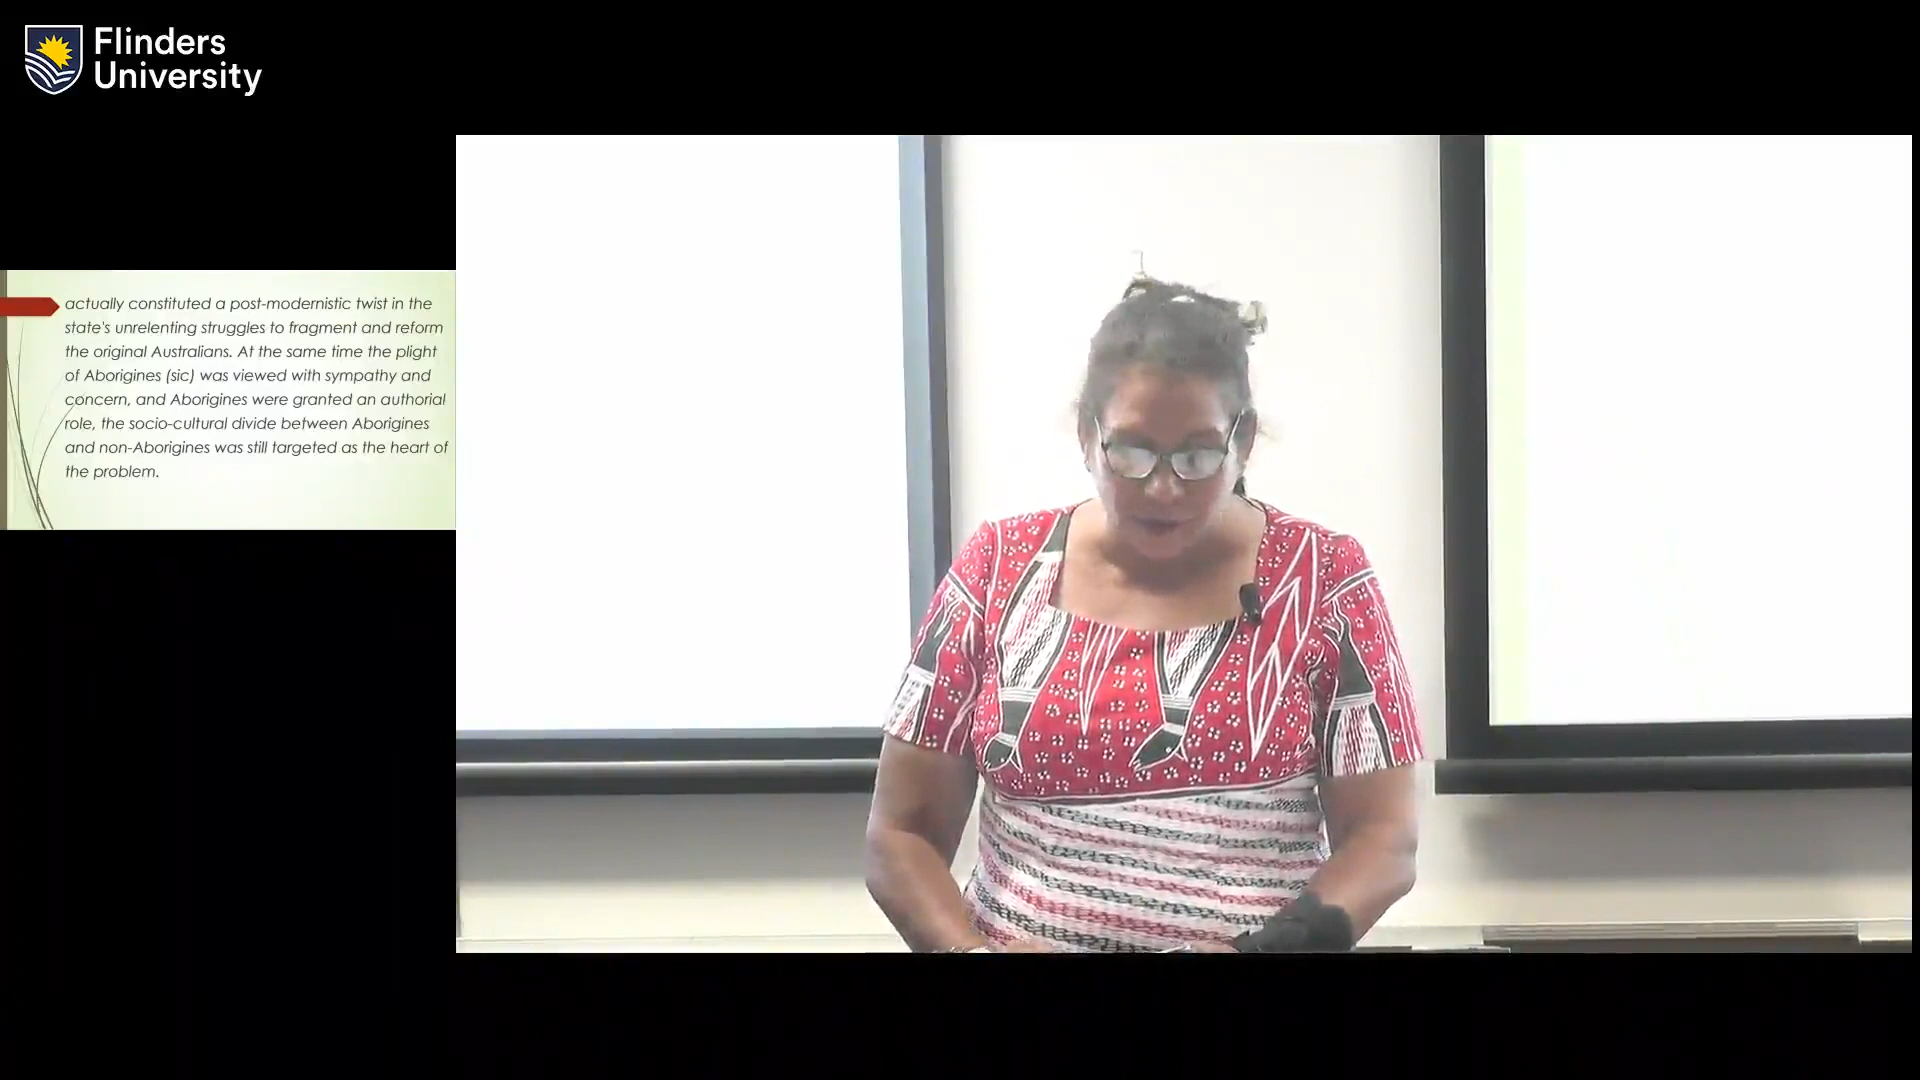 Flinders
University
actually constituted a post-modernistic twist in the
state's unrelenting struggles to fragment and reform
the original Australians. At the same time the plight
of Aborigines (sic) was viewed with sympathy and
concern, and Aborigines were granted an authorial
role, the socio-cultural divide between Aborigines
and non-Aborigines was still targeted as the heart of
the problem.